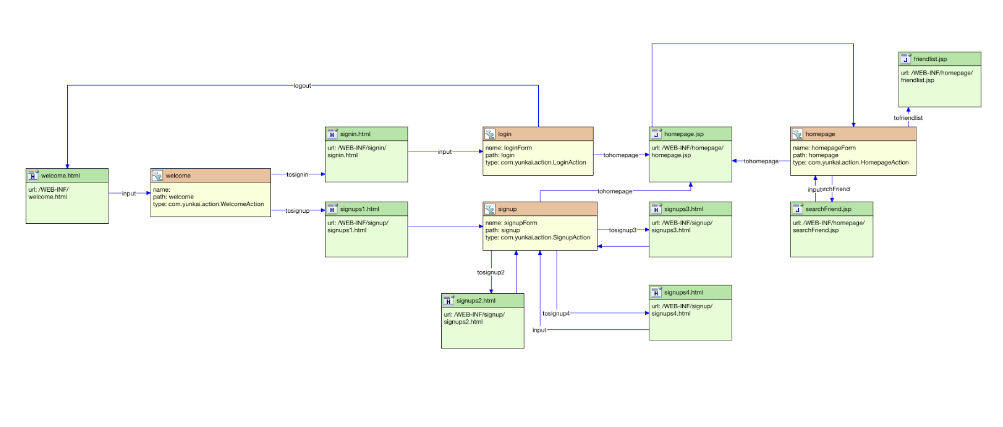 friendlist.jsp
url: /WEB-INF/homepage/
friendlist.jsp
logout
tofriendlist
signin.html
url: /WEB-INF/signin/
signin.html
input
login
name: loginForm
path: login
type: com.yunkai.action.LoginAction
tohomepage
homepage.jsp
url: /WEB-INF/homepage/
homepage.jsp
tohomepage
homepage
name: homepageForm
path: homepage
type: com.yunkai.action.HomepageAction
welcome.html
url: /WEB-INF/
welcome.html
input
welcome
name:
path: welcome
type: com.yunkai.action.WelcomeAction
tosignin
tosignup
signups1.html
url: /WEB-INF/signup/
signups1.html
tohomepage
signup
name: signupForm
path: signup
type: com.yunkai.action.SignupAction
tosignup3
signups3.html
url: /WEB-INF/signup/
signups3.html
input
searchFriend.jsp
url: /WEB-INF/homepage/
searchFriend.jsp
tosignup2
signups2.html
url: /WEB-INF/signup/
signups2.html
tosignup4
input
signups4.html
url: /WEB-INF/signup/
signups4.html